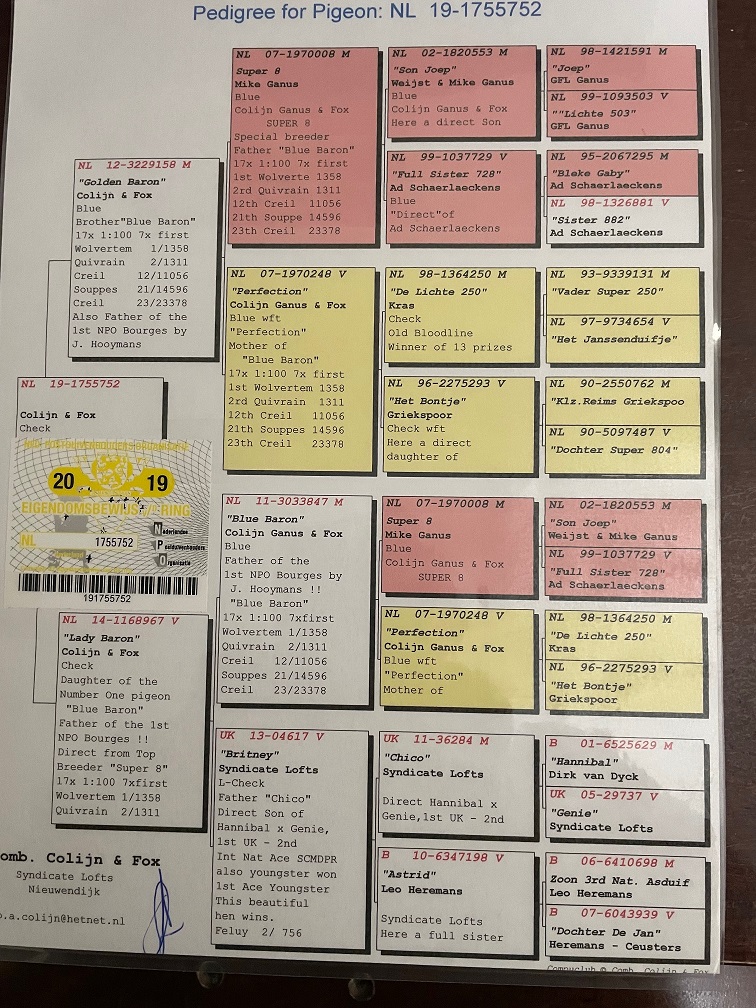 Pedigree for Pigeon: NL 19-1755752
NL 19-1755752
Colijn & Fox
Check
20 19
EIGENDOMSBEWIJS RING
NL 1755752
Nederlandse
Postduivenhouders
Organisatie
191755752
NL 12-3229158 M
"Golden Baron"
Colijn & Fox
Blue
Brother"Blue Baron"
17x 1:100 7x first
Wolvertem 1/1358
Quivrain 2/1311
Creil 12/11056
Souppes 21/14596
Creil 23/23378
Also Father of the
1st NPO Bourges by
J. Hooymans
NL 14-1168967 V
"Lady Baron"
Colijn & Fox
Check
Daughter of the
Number One pigeon
"Blue Baron"
Father of the 1st
NPO Bourges !!
Direct from Top
Breeder "Super 8"
17x 1:100 7xfirst
Wolvertem 1/1358
Quivrain 2/1311
omb. Colijn & Fox
Syndicate Lofts
Nieuwendijk
.a.colijn@hetnet.nl
NL 07-1970008 M
Super 8
Mike Ganus
Blue
Colijn Ganus & Fox
SUPER 8
Special breeder
Father "Blue Baron"
17x 1:100 7x first
1st Wolverte 1358
2rd Quivrain 1311
12th Creil 11056
21th Souppe 14596
23th Creil 23378
NL 07-1970248 V
"Perfection"
Colijn Ganus & Fox
Blue wft
"Perfection"
Mother of
"Blue Baron"
17x 1:100 7x first
1st Wolvertem 1358
2rd Quivrain 1311
12th Creil 11056
21th Souppes 14596
23th Creil 23378
NL 11-3033847 M
"Blue Baron"
Colijn Ganus & Fox
Blue
Father of the
1st NPO Bourges by
J. Hooymans !!
"Blue Baron"
17x 1:100 7xfirst
Wolvertem 1/1358
Quivrain 2/1311
Creil 12/11056
Souppes 21/14596
Creil 23/23378
UK 13-04617 V
"Britney"
Syndicate Lofts
L-Check
Father "Chico"
Direct Son of
Hannibal x Genie,
1st UK - 2nd
Int Nat Ace SCMDPR
also youngster won
1st Ace Youngster
This beautiful
hen wins.
Feluy 2/ 756
NL 02-1820553 M
"Son Joep"
Weijst & Mike Ganus
Blue
Colijn Ganus & Fox
Here a direct Son
NL 99-1037729 V
"Full Sister 728"
Ad Schaerlaeckens
Blue
"Direct"of
Ad Schaerlaeckens
NL 98-1364250 M
"De Lichte 250"
Kras
Check
Old Bloodline
Winner of 13 prizes
NL 96-2275293 V
"Het Bontje"
Griekspoor
Check wft
Here a direct
daughter of
NL 07-1970008 M
Super 8
Mike Ganus
Blue
Colijn Ganus & Fox
SUPER 8
NL 07-1970248 V
"Perfection"
Colijn Ganus & Fox
Blue wft
"Perfection"
Mother of
UK 11-36284 M
"Chico"
Syndicate Lofts
Direct Hannibal x
Genie,1st UK - 2nd
B 10-6347198 V
"Astrid"
Leo Heremans
Syndicate Lofts
Here a full sister
NL 98-1421591 M
"Joep"
GFL Ganus
NL 99-1093503 V
""Lichte 503"
GFL Ganus
NL 95-2067295 M
"Bleke Gaby"
Ad Schaerlaeckens
NL 98-1326881 V
"Sister 882"
Ad Schaerlaeckens
NL 93-9339131 M
"Vader Super 250"
NL 97-9734654 V
"Het Janssenduifje"
NL 90-2550762 M
"Klz.Reims Griekspoo
NL 90-5097487 V
"Dochter Super 804"
NL 02-1820553 M
"Son Joep"
Weijst & Mike Ganus
NL 99-1037729 V
"Full Sister 728"
Ad Schaerlaeckens
NL 98-1364250 M
"De Lichte 250"
Kras
NL 96-2275293 V
"Het Bontje"
Griekspoor
B 01-6525629 M
"Hannibal"
Dirk van Dyck
UK 05-29737 V
"Genie"
Syndicate Lofts
B 06-6410698 M
Zoon 3rd Nat. Asduif
Leo Heremans
B 07-6043939 V
"Dochter De Jan"
Heremans - Ceusters
Compuclub © Comb. Colijn & Fox